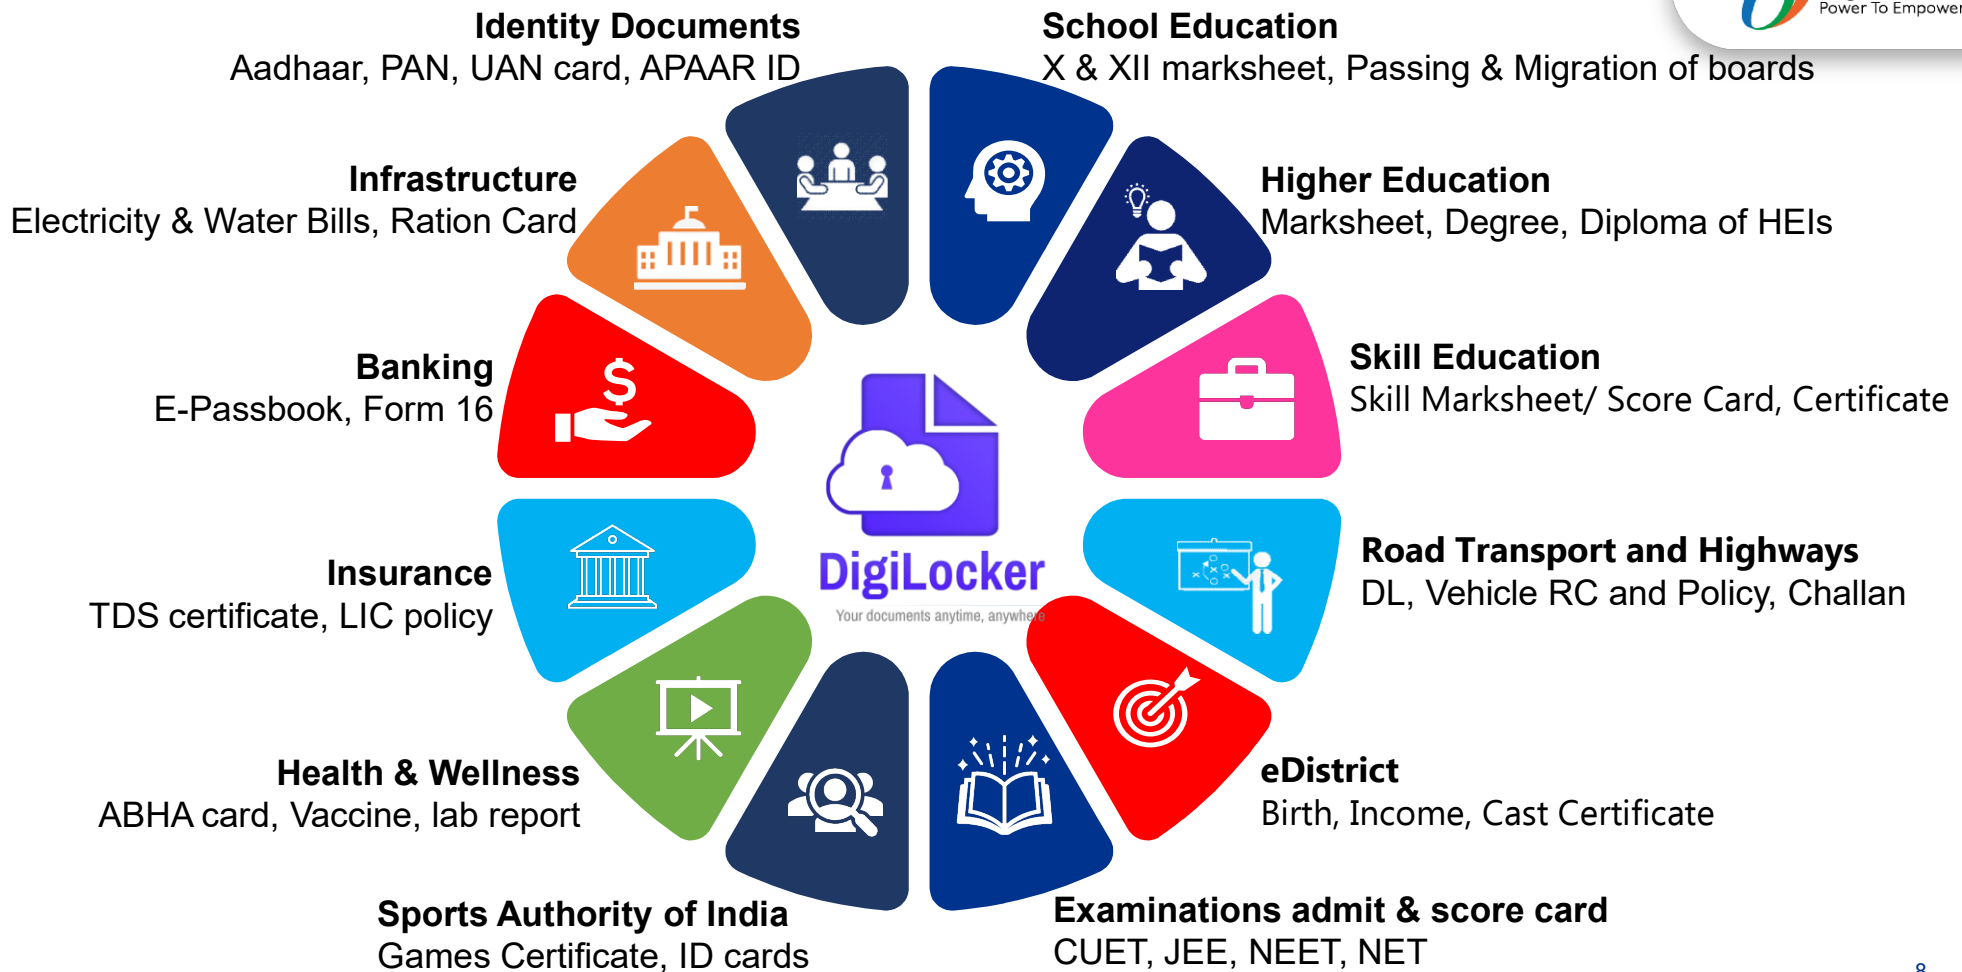 Power To Empower
Identity Documents
Aadhaar, PAN, UAN card, APAAR ID
School Education
X & XII marksheet, Passing & Migration of boards
Infrastructure
Electricity & Water Bills, Ration Card
Higher Education
Marksheet, Degree, Diploma of HEIs
Banking
E-Passbook, Form 16
Skill Education
Skill Marksheet/ Score Card, Certificate
DigiLocker
Your documents anytime, anywhere
Insurance
TDS certificate, LIC policy
Road Transport and Highways
DL, Vehicle RC and Policy, Challan
Health & Wellness
ABHA card, Vaccine, lab report
eDistrict
Birth, Income, Cast Certificate
Sports Authority of India
Games Certificate, ID cards
Examinations admit & score card
CUET, JEE, NEET, NET
8